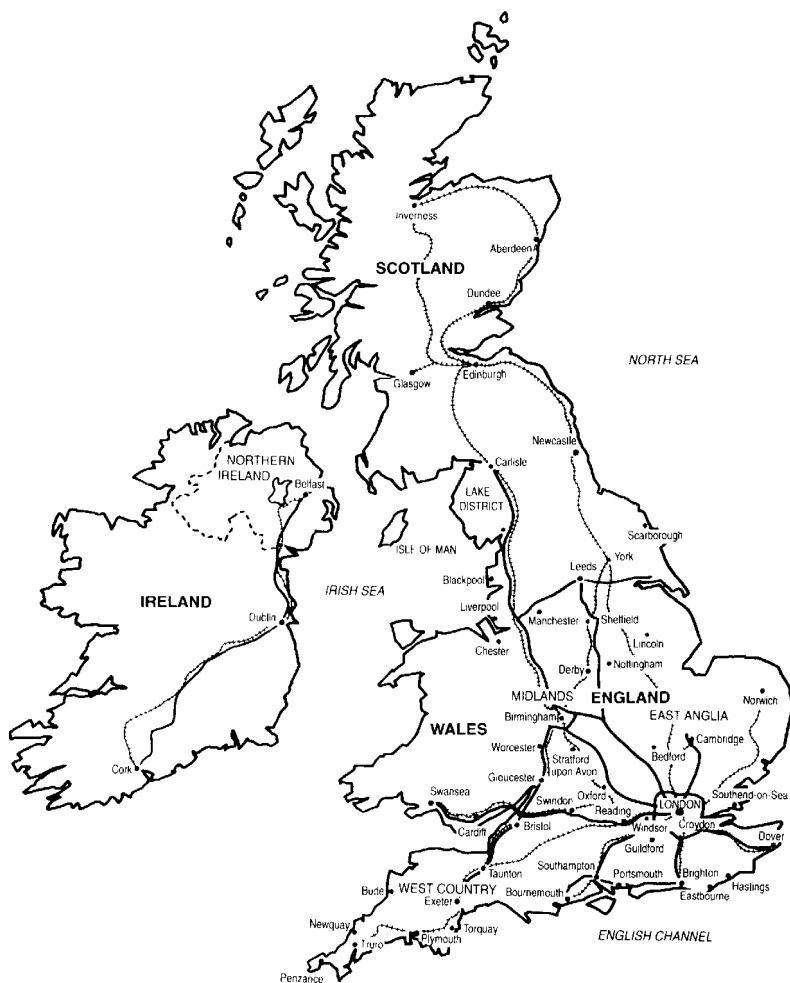 Inverness
Aberdeen
SCOTLAND
Dundee
NORTH SEA
Edinburgh
Glasgow
Newcastle
NORTHERN
IRELAND
Carlisle
Belfast
LAKE
DISTRICT
Scarborough
ISLE OF MAN
York
Leeds
Blackpool
IRISH SEA
IRELAND
Liverpool
Manchester
Sheffield
Dublin
Lincoln
Chester
Nottingham
Derby
MIDLANDS
ENGLAND
Norwich
EAST ANGLIA
Birmingham
WALES
Cambridge
Worcester
Bedford
Stratford
upon Avon
Cork
Gloucester
Oxford
Southend-on-Sea
Swansea
LONDON
Swindon
Reading
Windsor
Croydon
Cardiff
Bristol
Dover
Guildford
Taunton
Southampton
Portsmouth
Brighton
Hastings
Bude
WEST COUNTRY
Bournemouth
Eastbourne
Exeter
Newquay
Torquay
Plymouth
ENGLISH CHANNEL
Truro
Penzance